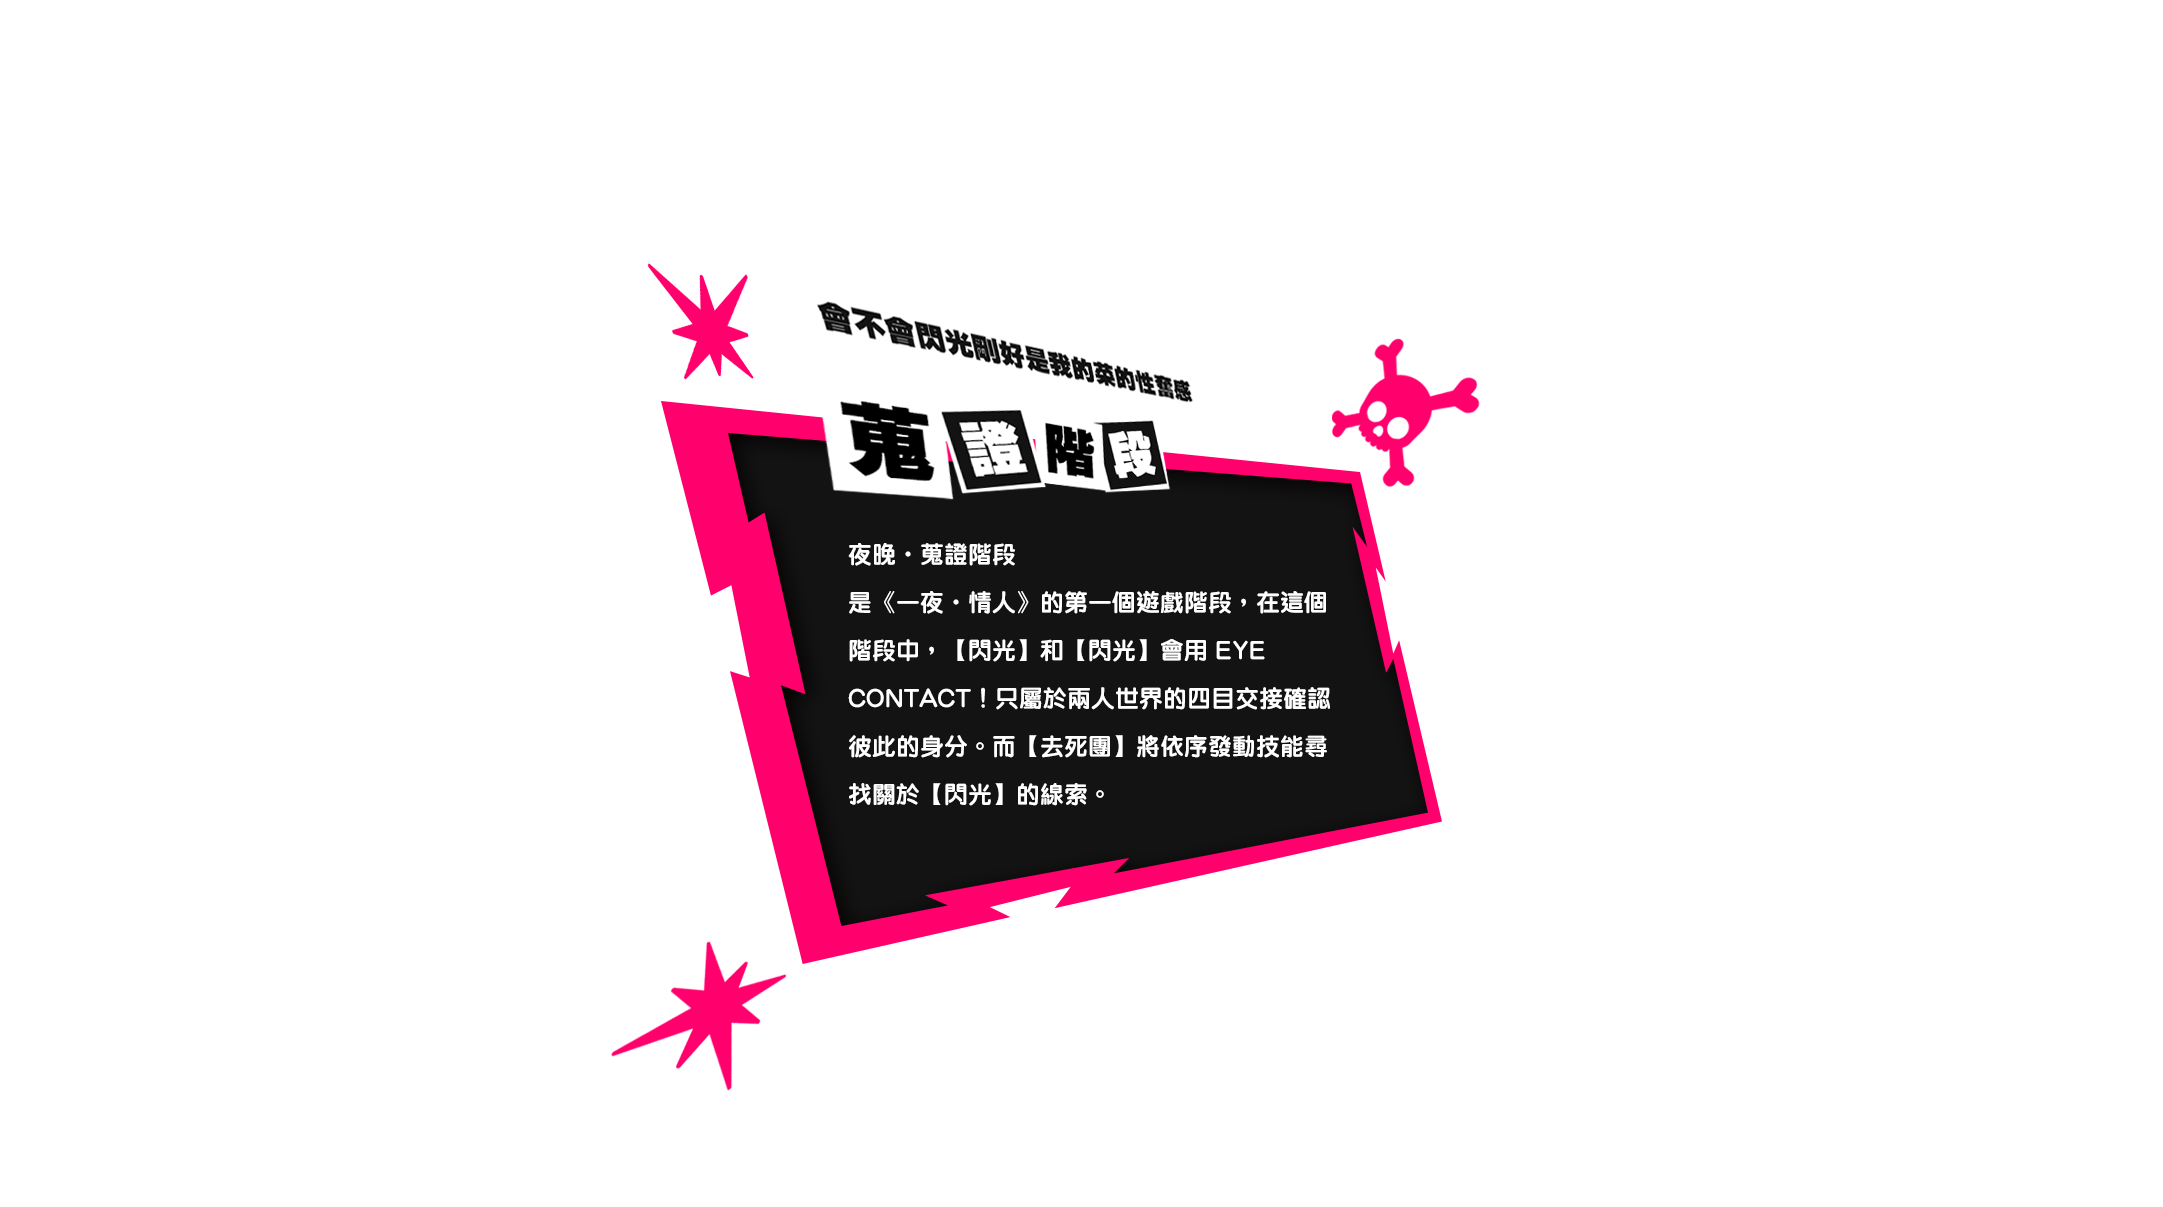 會不會閃光剛好是我的菜的性奮感
蒐證階段
夜晚・蒐證階段
是《一夜・情人》的第一個遊戲階段，在這個
階段中，【閃光】和【閃光】會用 EYE
CONTACT！只屬於兩人世界的四目交接確認
彼此的身分。而【去死團】將依序發動技能尋
找關於【閃光】的線索。